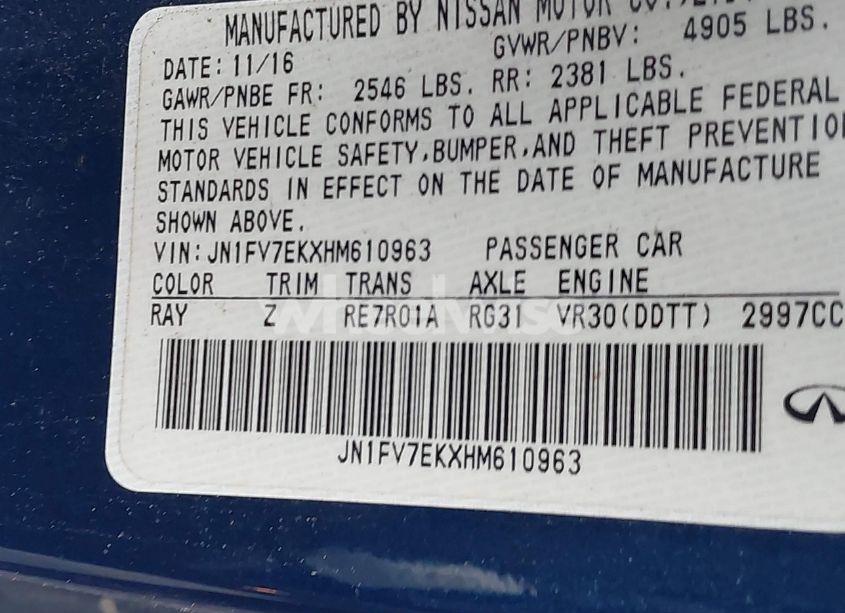 MANUFACTURED BY NISSAN MOTOR CO.,LTD.
GVWR/PNBV: 4905 LBS.
DATE: 11/16
GAWR/PNBE FR: 2546 LBS. RR: 2381 LBS.
THIS VEHICLE CONFORMS TO ALL APPLICABLE FEDERAL
MOTOR VEHICLE SAFETY,BUMPER,AND THEFT PREVENTION
STANDARDS IN EFFECT ON THE DATE OF MANUFACTURE
SHOWN ABOVE.
VIN:JN1FV7EKXHM610963 PASSENGER CAR
COLOR TRIM TRANS AXLE ENGINE
RAY Z RE7R01A RG31 VR30(DDTT) 2997CC
JN1FV7EKXHM610963